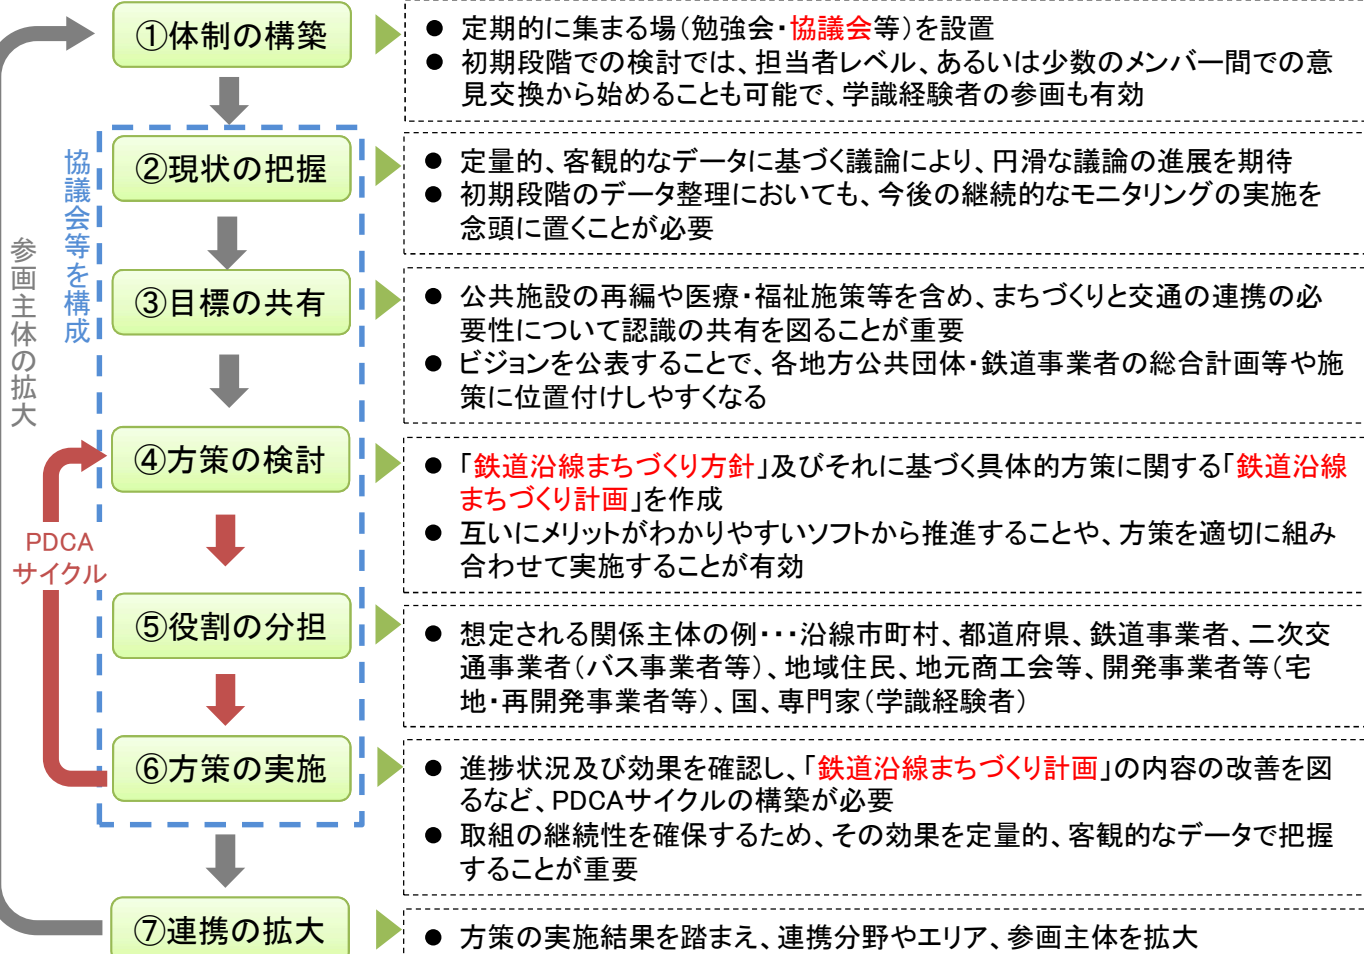 ①体制の構築
● 定期的に集まる場(勉強会・協議会等)を設置
● 初期段階での検討では、担当者レベル、あるいは少数のメンバー間での意
見交換から始めることも可能で、学識経験者の参画も有効
協議会等を構成
②現状の把握
● 定量的、客観的なデータに基づく議論により、円滑な議論の進展を期待
● 初期段階のデータ整理においても、今後の継続的なモニタリングの実施を
念頭に置くことが必要
参画主体の拡大
③目標の共有
● 公共施設の再編や医療・福祉施策等を含め、まちづくりと交通の連携の必
要性について認識の共有を図ることが重要
● ビジョンを公表することで、各地方公共団体・鉄道事業者の総合計画等や施
策に位置付けしやすくなる
④方策の検討
● 「鉄道沿線まちづくり方針」及びそれに基づく具体的方策に関する「鉄道沿線
まちづくり計画」を作成
● 互いにメリットがわかりやすいソフトから推進することや、方策を適切に組み
合わせて実施することが有効
PDCA
サイクル
⑤役割の分担
● 想定される関係主体の例・・・沿線市町村、都道府県、鉄道事業者、二次交
通事業者(バス事業者等)、地域住民、地元商工会等、開発事業者等(宅
地・再開発事業者等)、国、専門家(学識経験者)
⑥方策の実施
● 進捗状況及び効果を確認し、「鉄道沿線まちづくり計画」の内容の改善を図
るなど、PDCAサイクルの構築が必要
● 取組の継続性を確保するため、その効果を定量的、客観的なデータで把握
することが重要
⑦連携の拡大
● 方策の実施結果を踏まえ、連携分野やエリア、参画主体を拡大